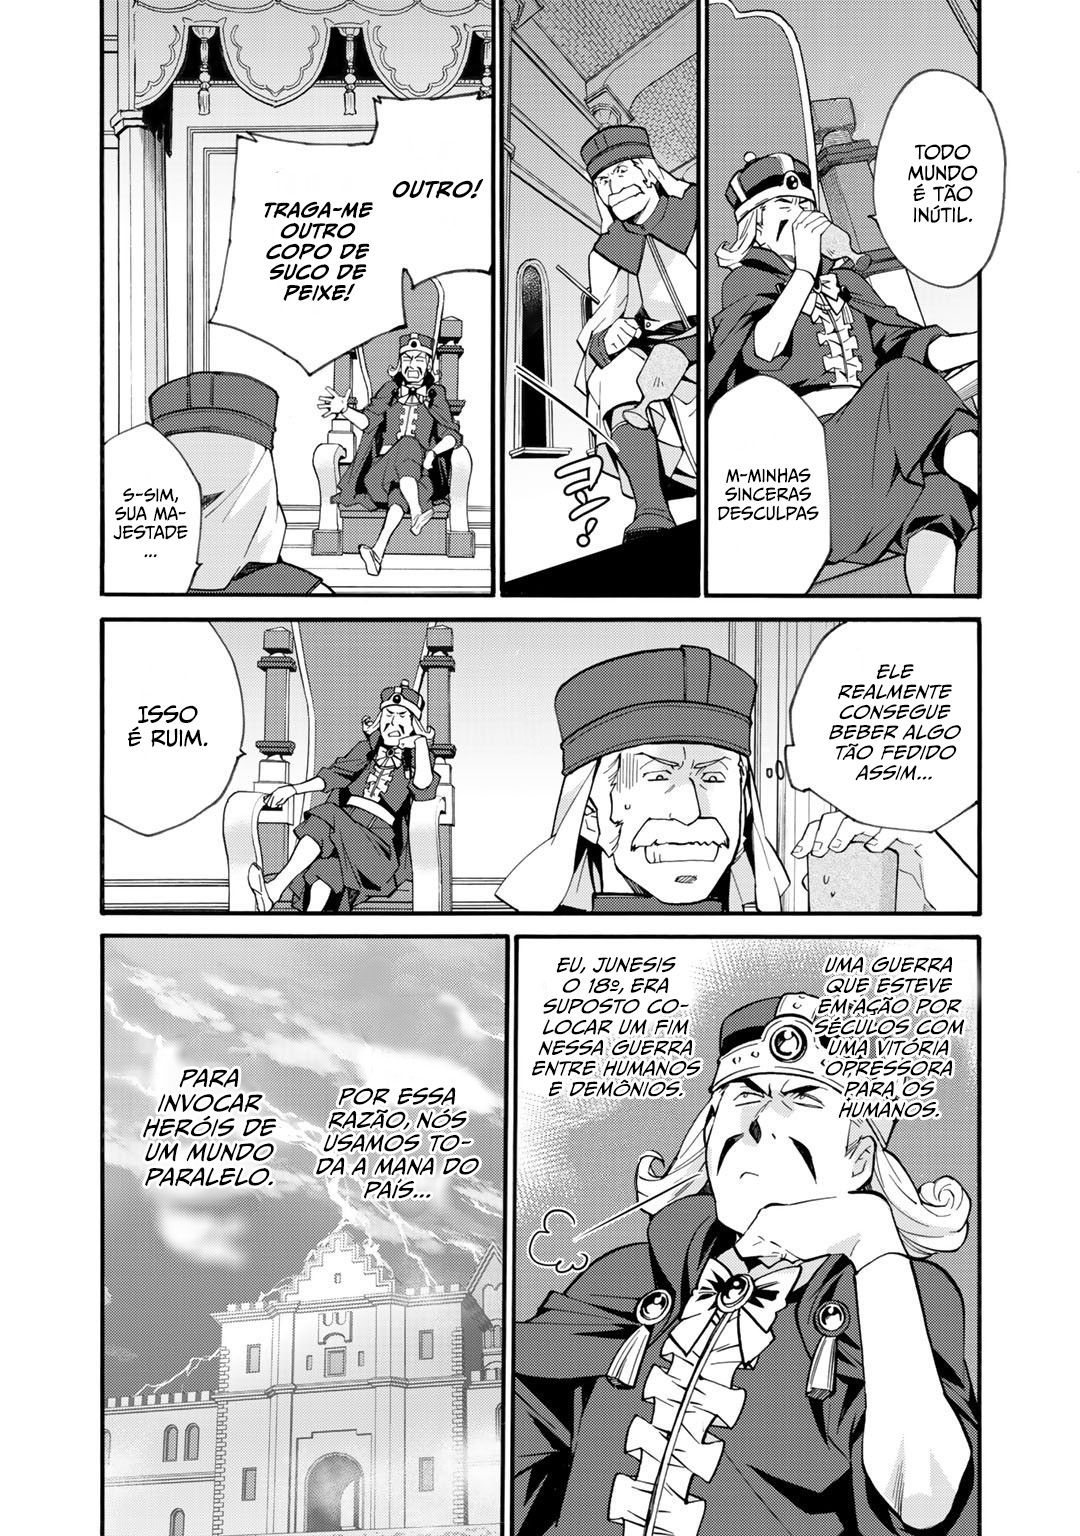 TODO
MUNDO
É TÃO
INÚTIL.
M-MINHAS
SINCERAS
DESCULPAS
OUTRO!
TRAGA-ME
OUTRO
COPO DE
SUCO DE
PEIXE!
S-SIM,
SUA MA-
JESTADE
...
ELE
REALMENTE
CONSEGUE
BEBER ALGO
TÃO FEDIDO
ASSIM...
ISSO
É RUIM.
UMA GUERRA
QUE ESTEVE
EM AÇÃO POR
SÉCULOS COM
UMA VITÓRIA
OPRESSORA
PARA OS
HUMANOS.
EU, JUNESIS
O 18º, ERA
SUPOSTO CO-
LOCAR UM FIM
NESSA GUERRA
ENTRE HUMANOS
E DEMÔNIOS.
POR ESSA
RAZÃO, NÓS
USAMOS TO-
DA A MANA DO
PAÍS...
PARA
INVOCAR
HERÓIS DE
UM MUNDO
PARALELO.